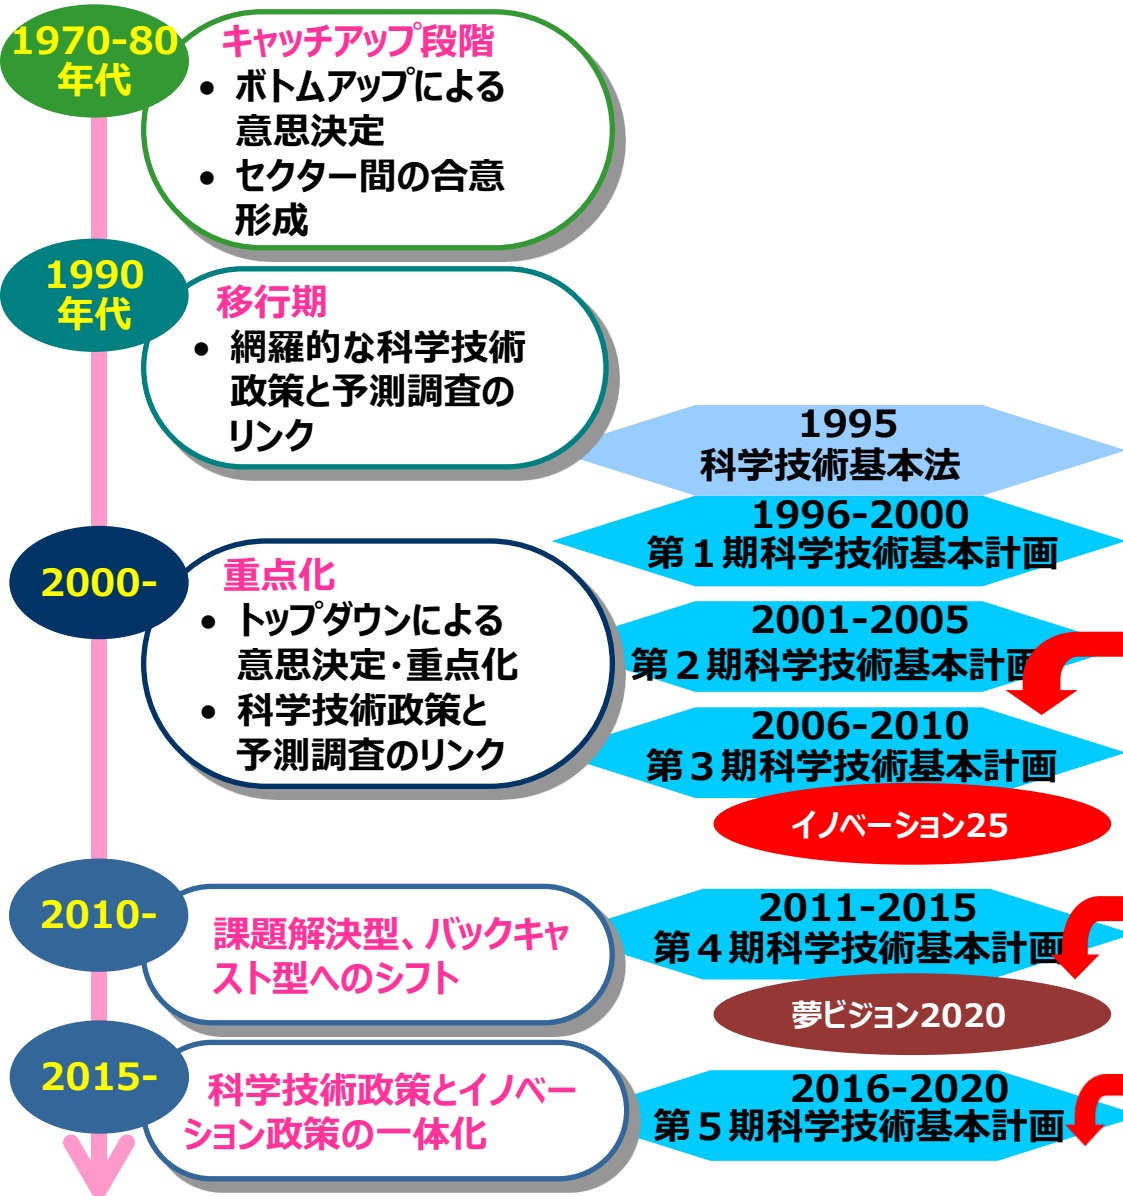 1970-80
年代
キャッチアップ段階
• ボトムアップによる
意思決定
• セクター間の合意
形成
1990
年代
移行期
• 網羅的な科学技術
政策と予測調査の
リンク
1995
科学技術基本法
1996-2000
第１期科学技術基本計画
2000-
重点化
• トップダウンによる
意思決定・重点化
• 科学技術政策と
予測調査のリンク
2001-2005
第２期科学技術基本計画
2006-2010
第３期科学技術基本計画
イノベーション25
2010-
課題解決型、バックキャ
スト型へのシフト
2011-2015
第４期科学技術基本計画
夢ビジョン2020
2015-
科学技術政策とイノベー
ション政策の一体化
2016-2020
第５期科学技術基本計画